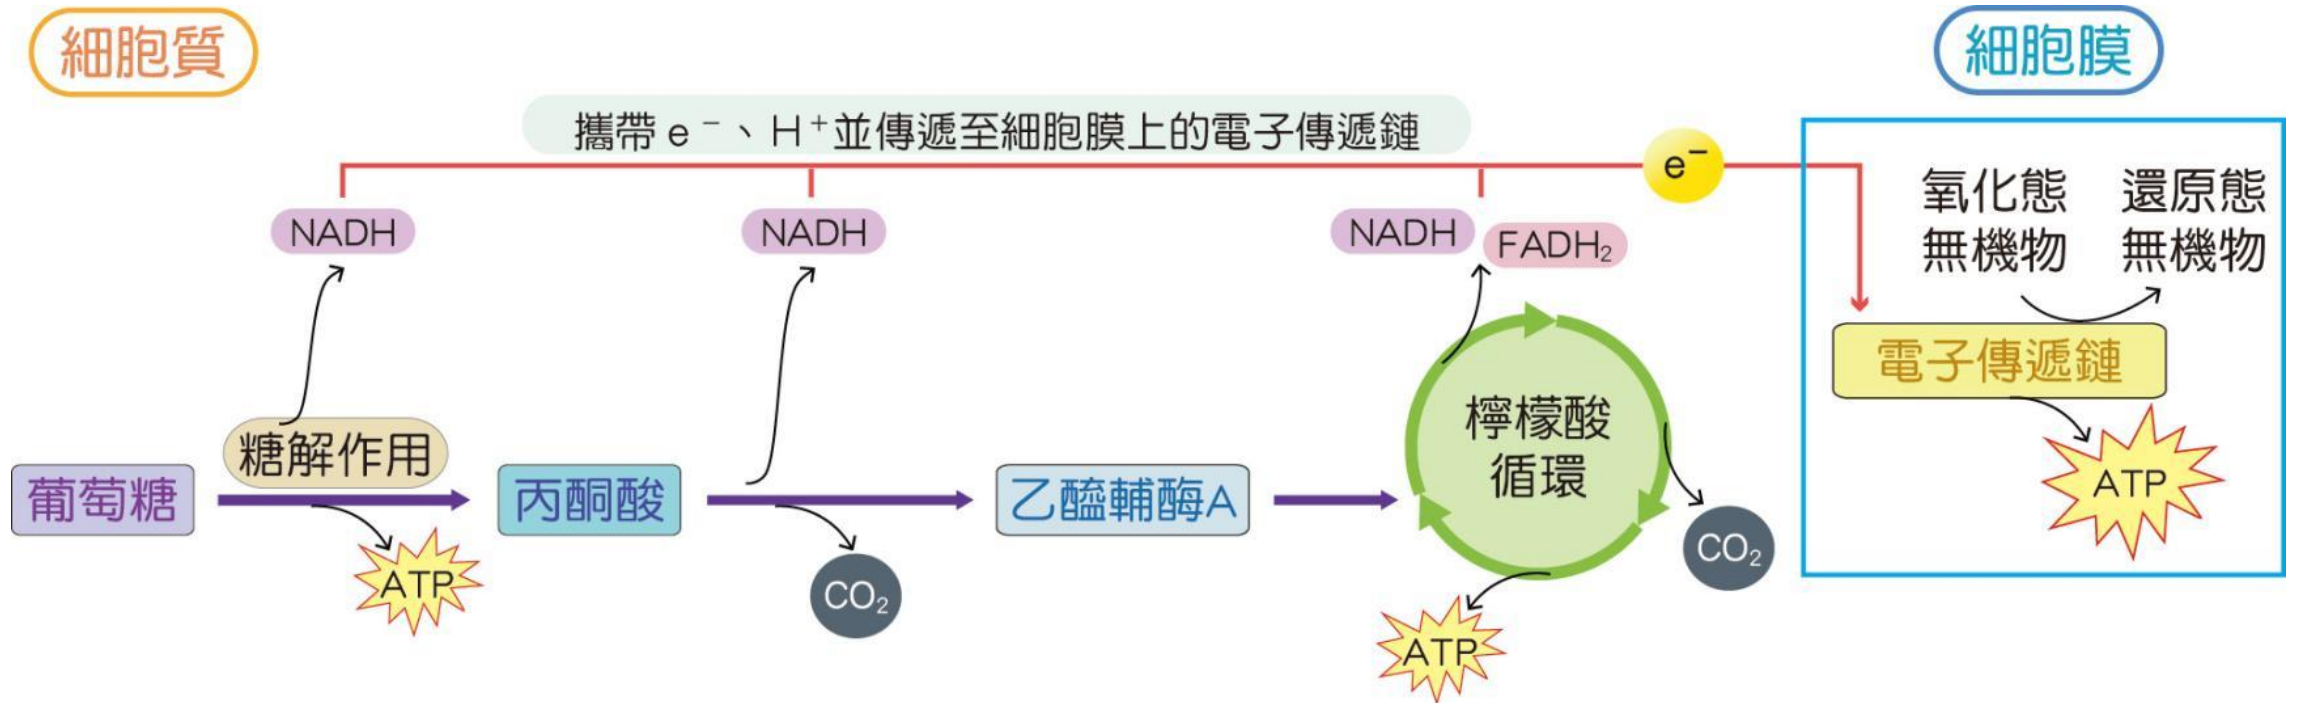 細胞質
細胞膜
攜帶 e⁻、H⁺並傳遞至細胞膜上的電子傳遞鏈
e⁻
NADH
NADH
NADH
FADH₂
氧化態
無機物
還原態
無機物
電子傳遞鏈
ATP
糖解作用
葡萄糖
丙酮酸
乙醯輔酶A
檸檬酸
循環
ATP
CO₂
ATP
CO₂